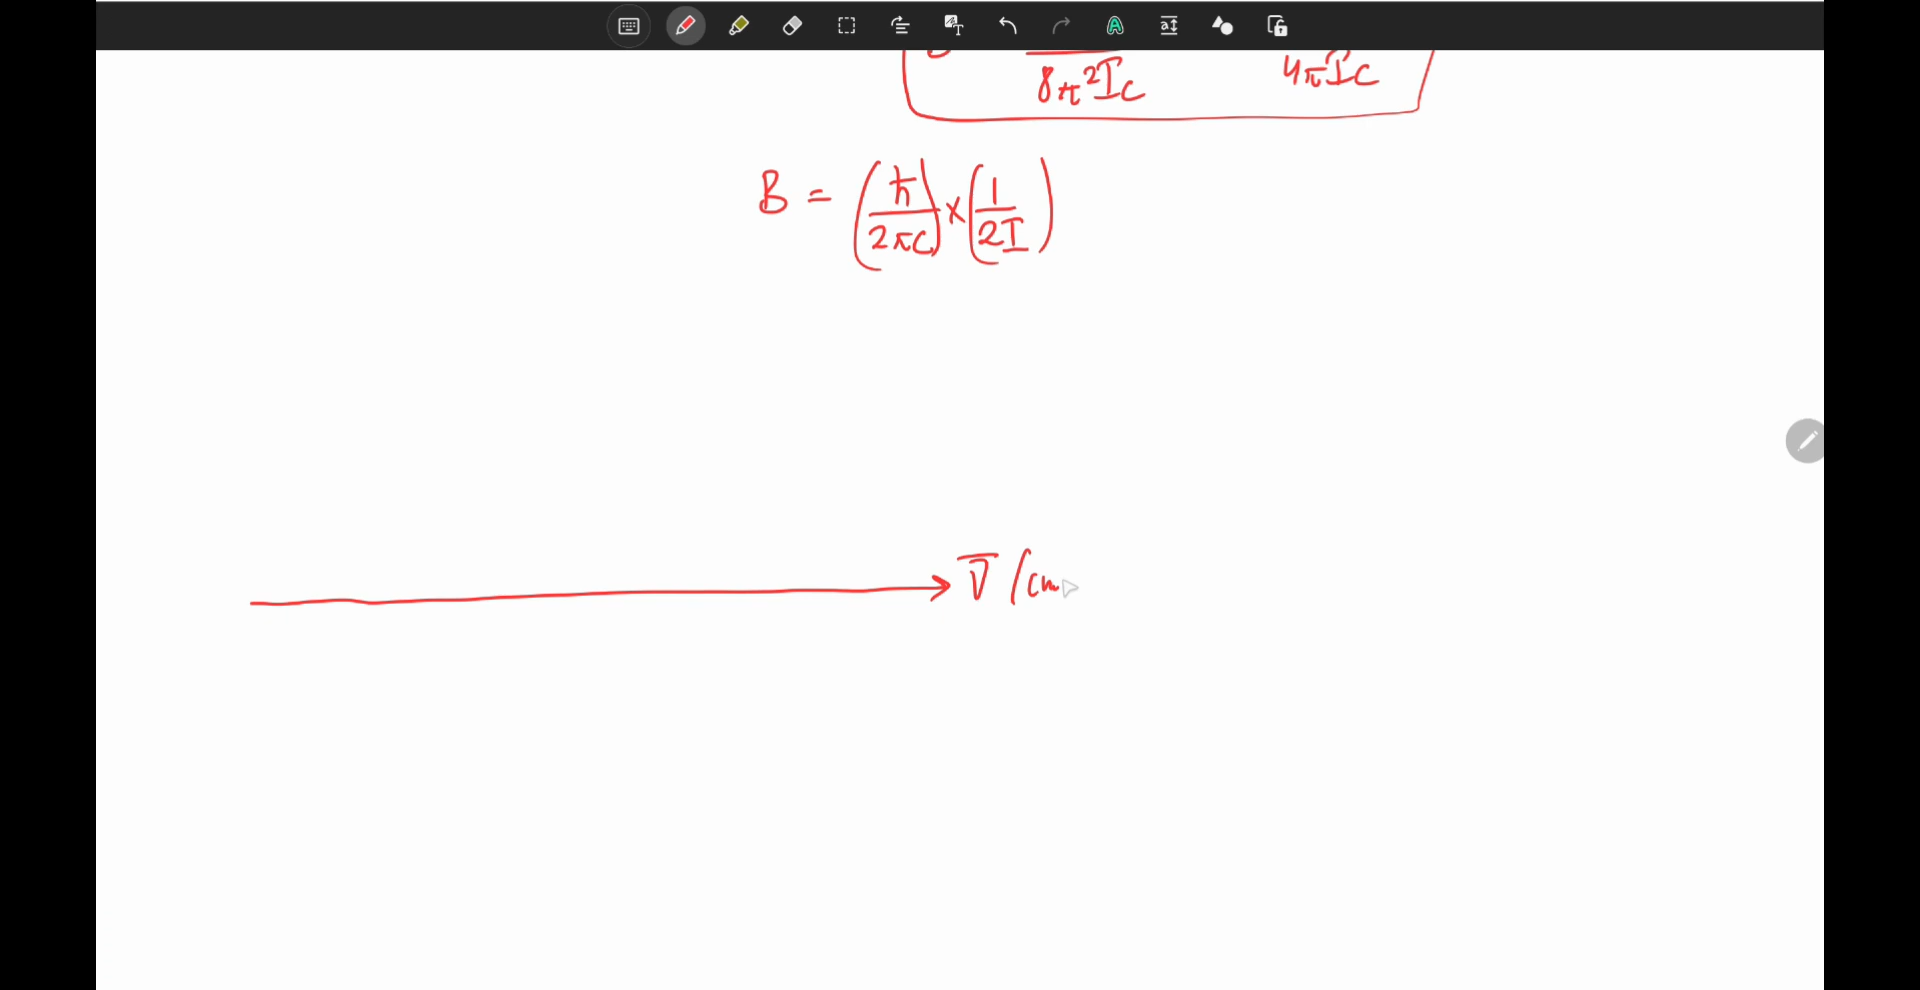 8π²Ic 4πIc
B = (ħ/2πc) × (1/2I)
ν̅ /cm